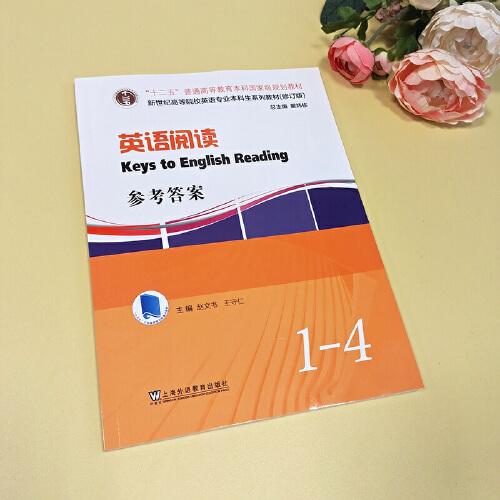 “十二五”普通高等教育本科国家级规划教材
新世纪高等院校英语专业本科生系列教材(修订版)
总主编 戴炜栋
英语阅读
Keys to English Reading
参考答案
主编 赵文书 王守仁
1-4
上海外语教育出版社